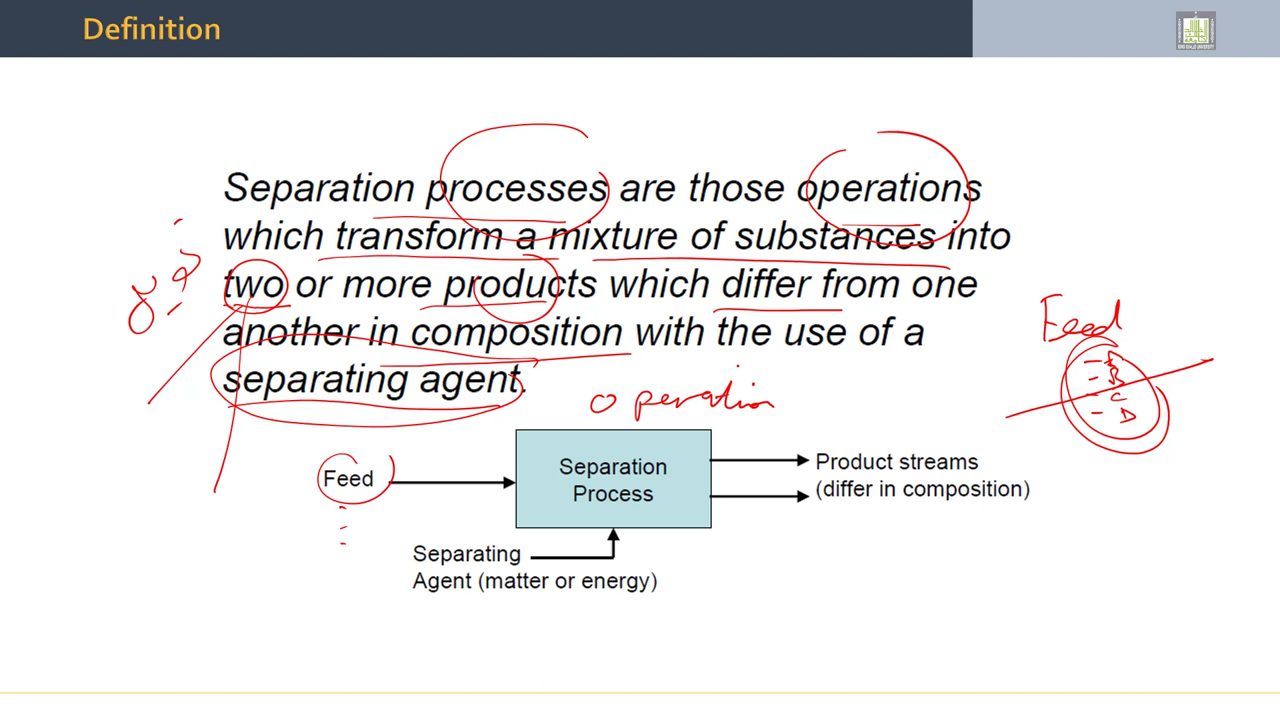 Definition
Separation processes are those operations
which transform a mixture of substances into
two or more products which differ from one
another in composition with the use of a
separating agent.
operation
Feed
A
B
C
D
Feed
Separation
Process
Product streams
(differ in composition)
Separating
Agent (matter or energy)